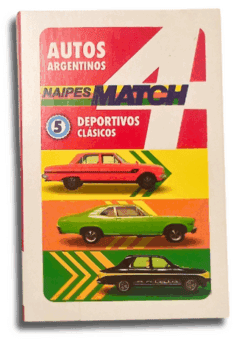 AUTOS
ARGENTINOS
4
NAIPES MATCH
5
DEPORTIVOS
CLÁSICOS